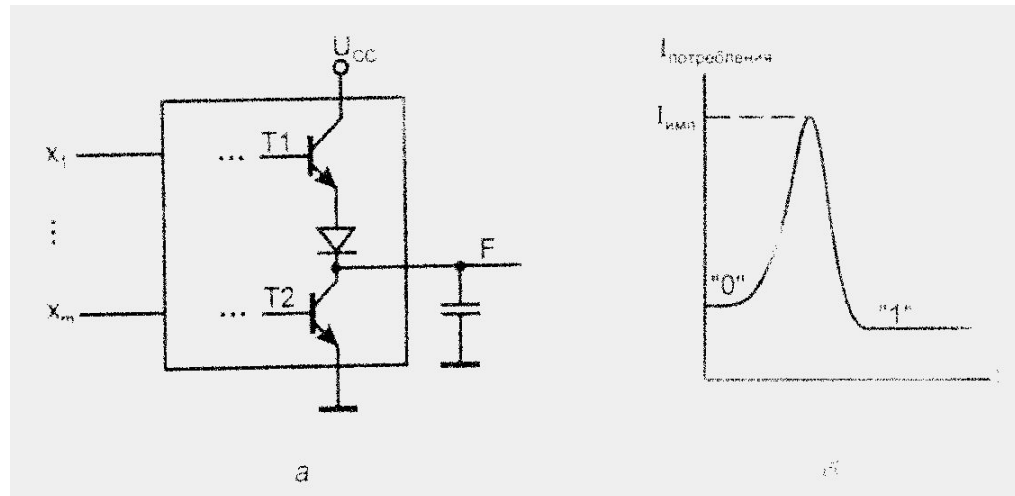 U_CC
x_1
... T1
⋮
F
x_m
... T2
а
I_потребления
I_имп
"0"
"1"